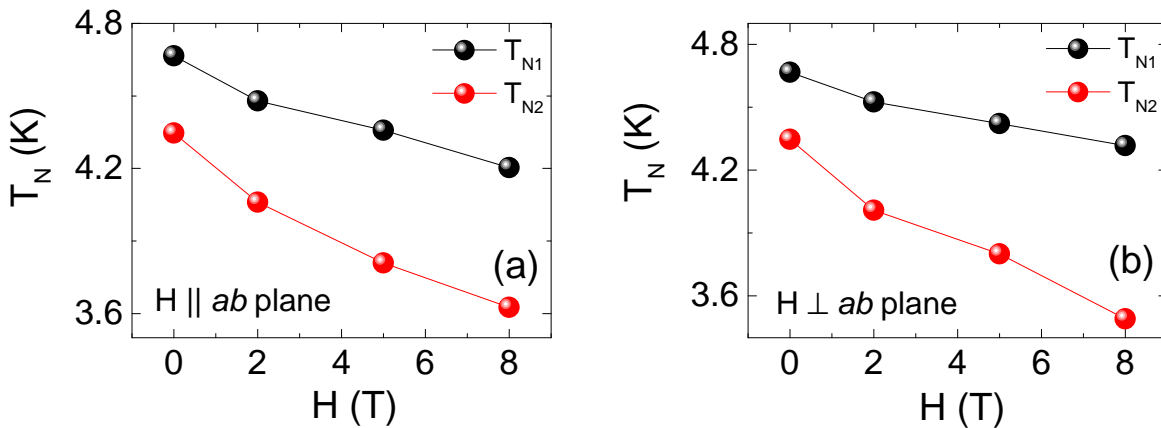 4.8
4.2
3.6
T_N (K)
T_N1
T_N2
(a)
H || ab plane
0 2 4 6 8
H (T)
4.8
4.2
3.6
T_N (K)
T_N1
T_N2
(b)
H ⊥ ab plane
0 2 4 6 8
H (T)